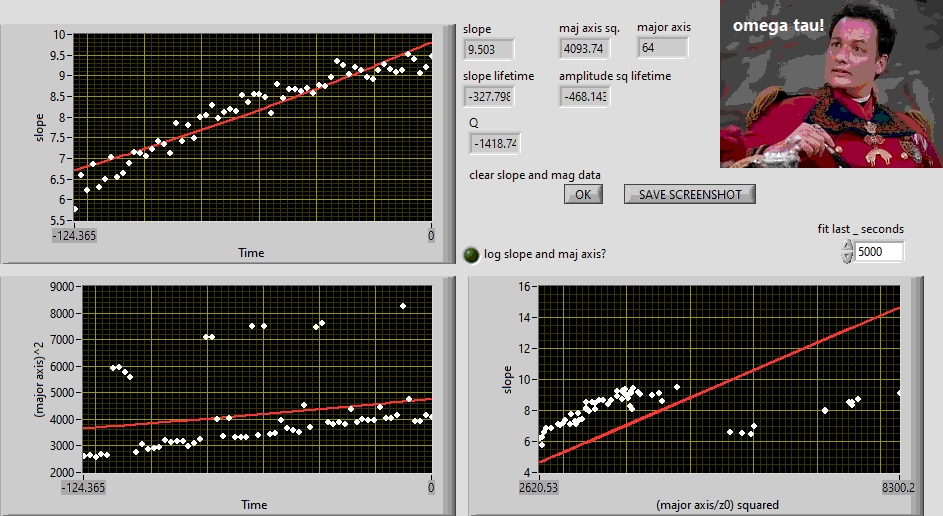 10
9.5
9
8.5
8
7.5
7
6.5
6
5.5
slope
-124.365
0
Time
slope
maj axis sq.
major axis
9.503
4093.74
64
slope lifetime
amplitude sq lifetime
-327.798
-468.143
Q
-1418.74
clear slope and mag data
OK
SAVE SCREENSHOT
omega tau!
fit last _ seconds
5000
log slope and maj axis?
9000
8000
7000
6000
5000
4000
3000
2000
(major axis)^2
-124.365
0
Time
16
14
12
10
8
6
4
slope
2620.53
8300.2
(major axis/z0) squared